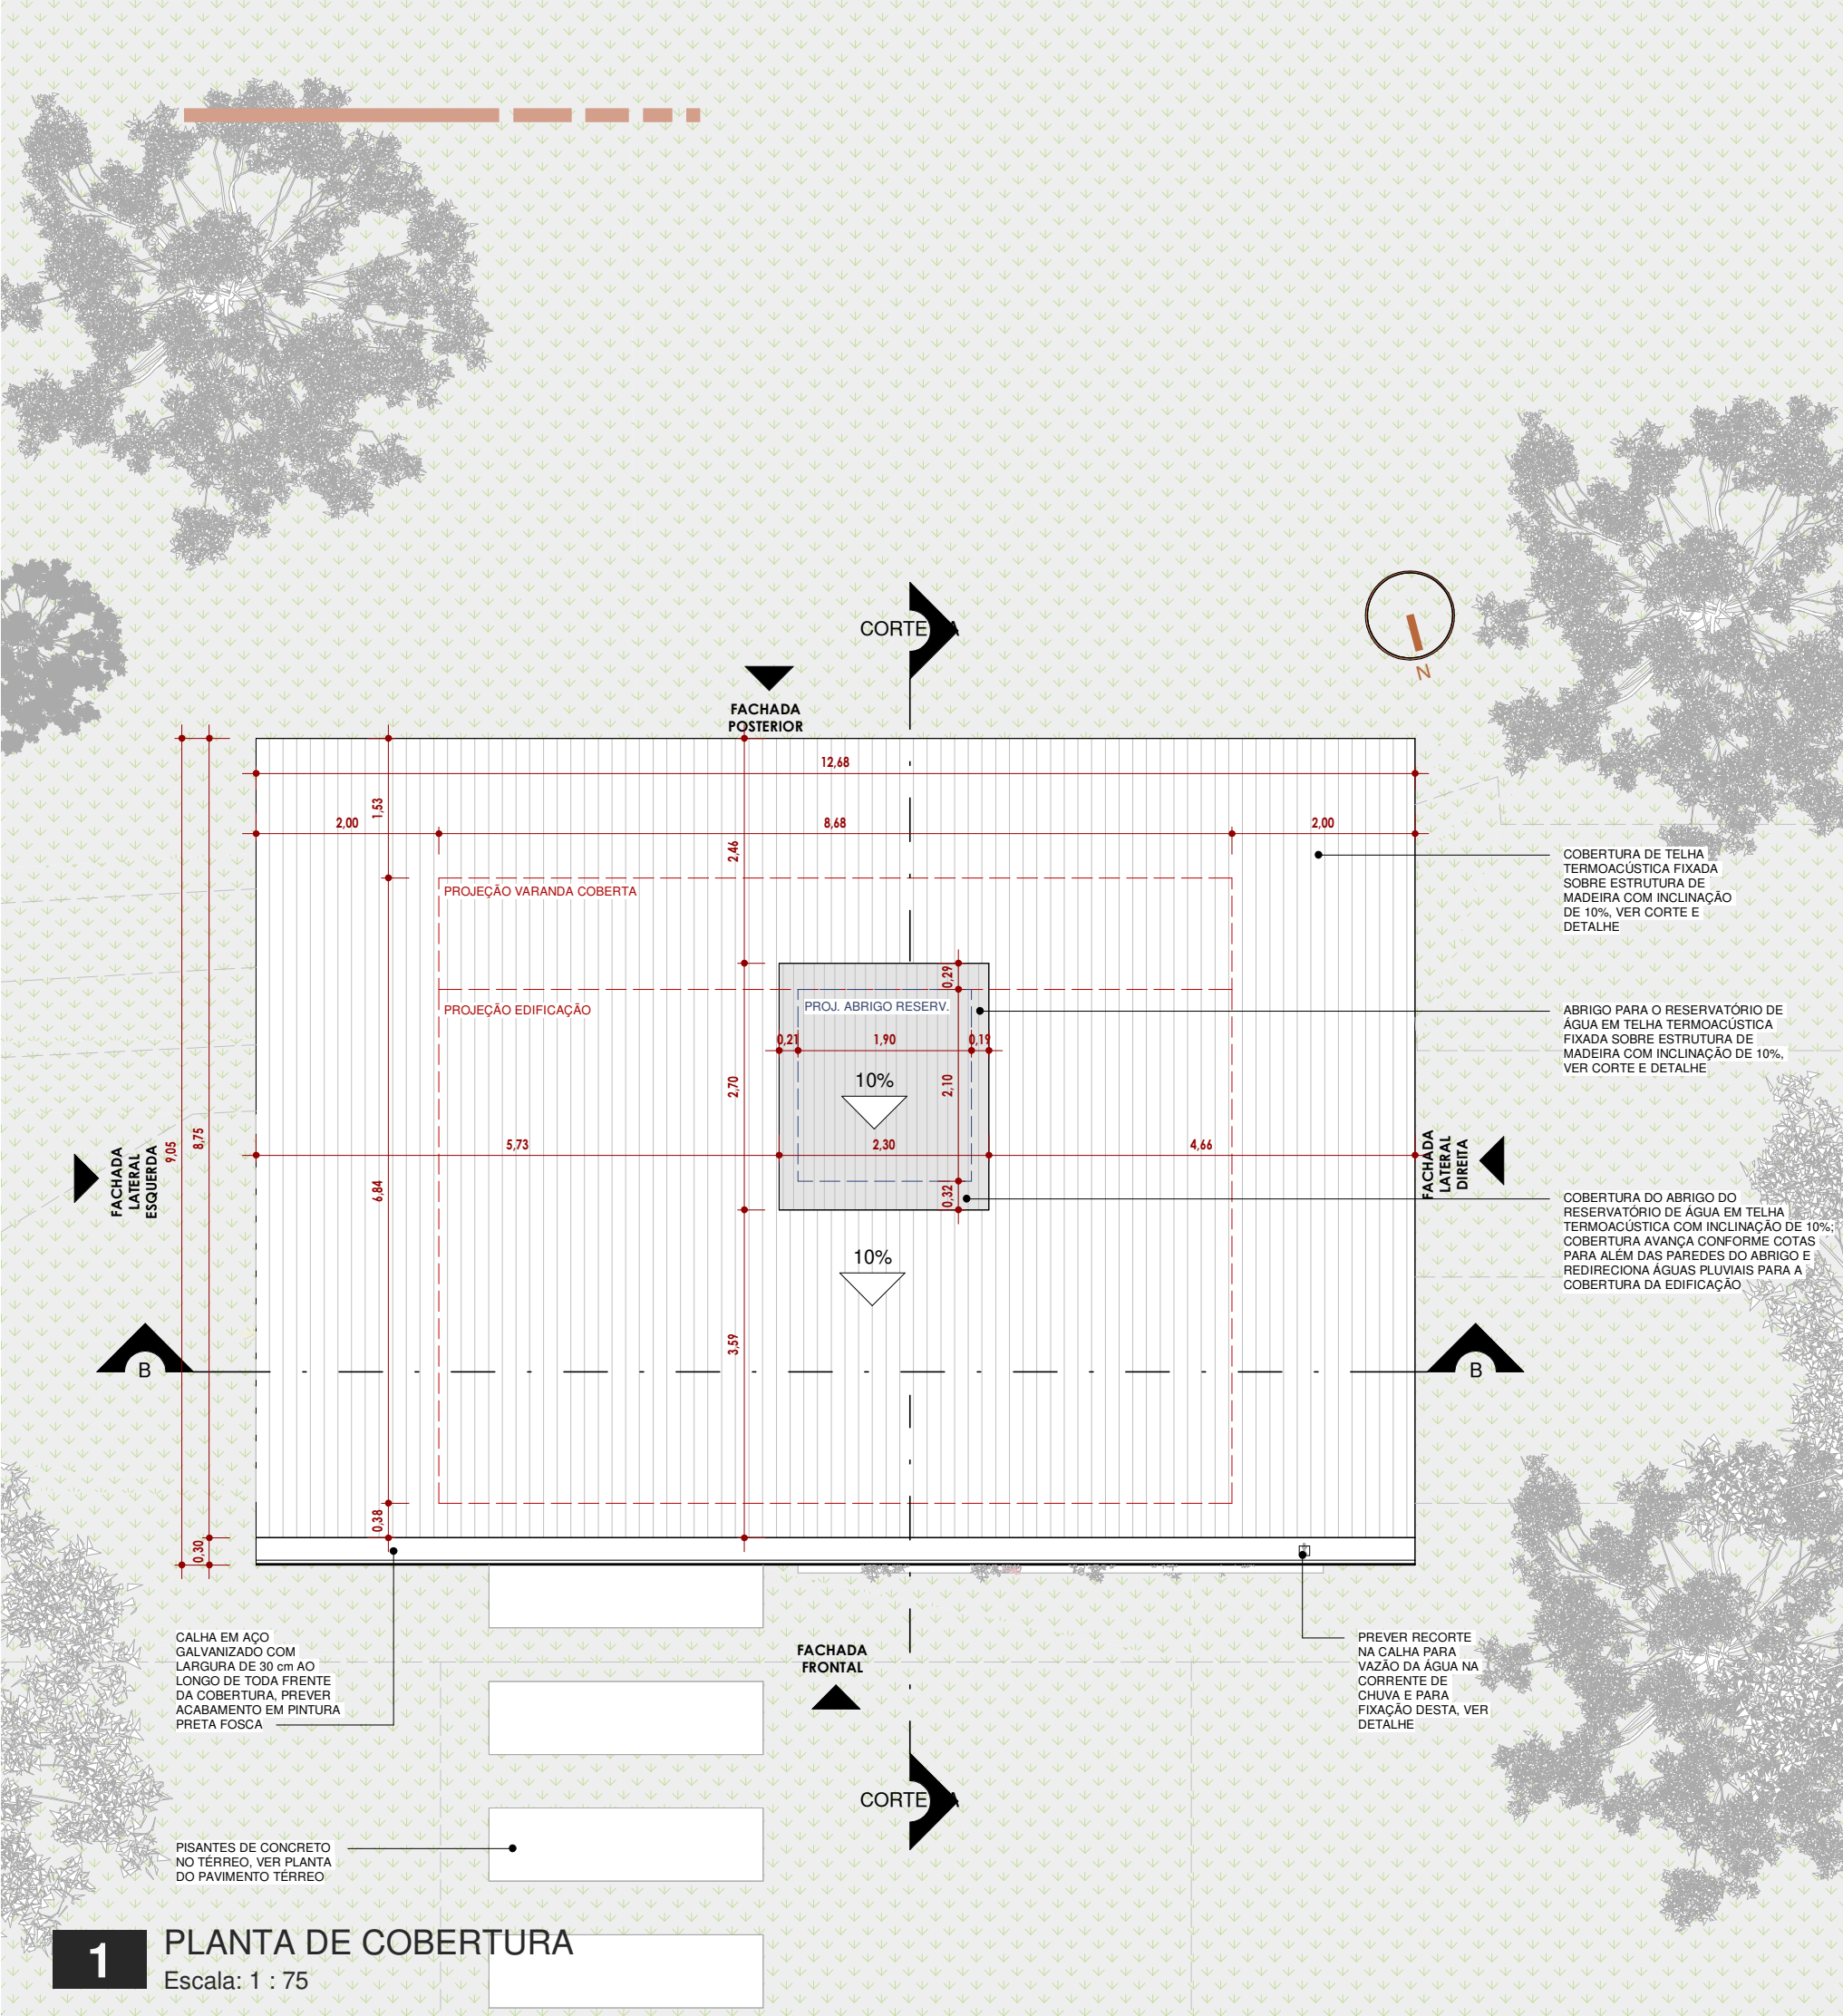 CORTE A
N
FACHADA
POSTERIOR
12,68
1,53
2,00
8,68
2,00
2,46
COBERTURA DE TELHA
TERMOACÚSTICA FIXADA
SOBRE ESTRUTURA DE
MADEIRA COM INCLINAÇÃO
DE 10%, VER CORTE E
DETALHE
PROJEÇÃO VARANDA COBERTA
0,29
PROJEÇÃO EDIFICAÇÃO
PROJ. ABRIGO RESERV.
ABRIGO PARA O RESERVATÓRIO DE
ÁGUA EM TELHA TERMOACÚSTICA
FIXADA SOBRE ESTRUTURA DE
MADEIRA COM INCLINAÇÃO DE 10%,
VER CORTE E DETALHE
0,21
1,90
0,19
10%
2,70
2,10
9,05
8,75
5,73
2,30
4,66
FACHADA
LATERAL
ESQUERDA
FACHADA
LATERAL
DIREITA
6,84
0,32
COBERTURA DO ABRIGO DO
RESERVATÓRIO DE ÁGUA EM TELHA
TERMOACÚSTICA COM INCLINAÇÃO DE 10%;
COBERTURA AVANÇA CONFORME COTAS
PARA ALÉM DAS PAREDES DO ABRIGO E
REDIRECIONA ÁGUAS PLUVIAIS PARA A
COBERTURA DA EDIFICAÇÃO
10%
3,59
B
B
0,38
0,30
CALHA EM AÇO
GALVANIZADO COM
LARGURA DE 30 cm AO
LONGO DE TODA FRENTE
DA COBERTURA, PREVER
ACABAMENTO EM PINTURA
PRETA FOSCA
FACHADA
FRONTAL
PREVER RECORTE
NA CALHA PARA
VAZÃO DA ÁGUA NA
CORRENTE DE
CHUVA E PARA
FIXAÇÃO DESTA, VER
DETALHE
CORTE A
PISANTES DE CONCRETO
NO TÉRREO, VER PLANTA
DO PAVIMENTO TÉRREO
1
PLANTA DE COBERTURA
Escala: 1 : 75